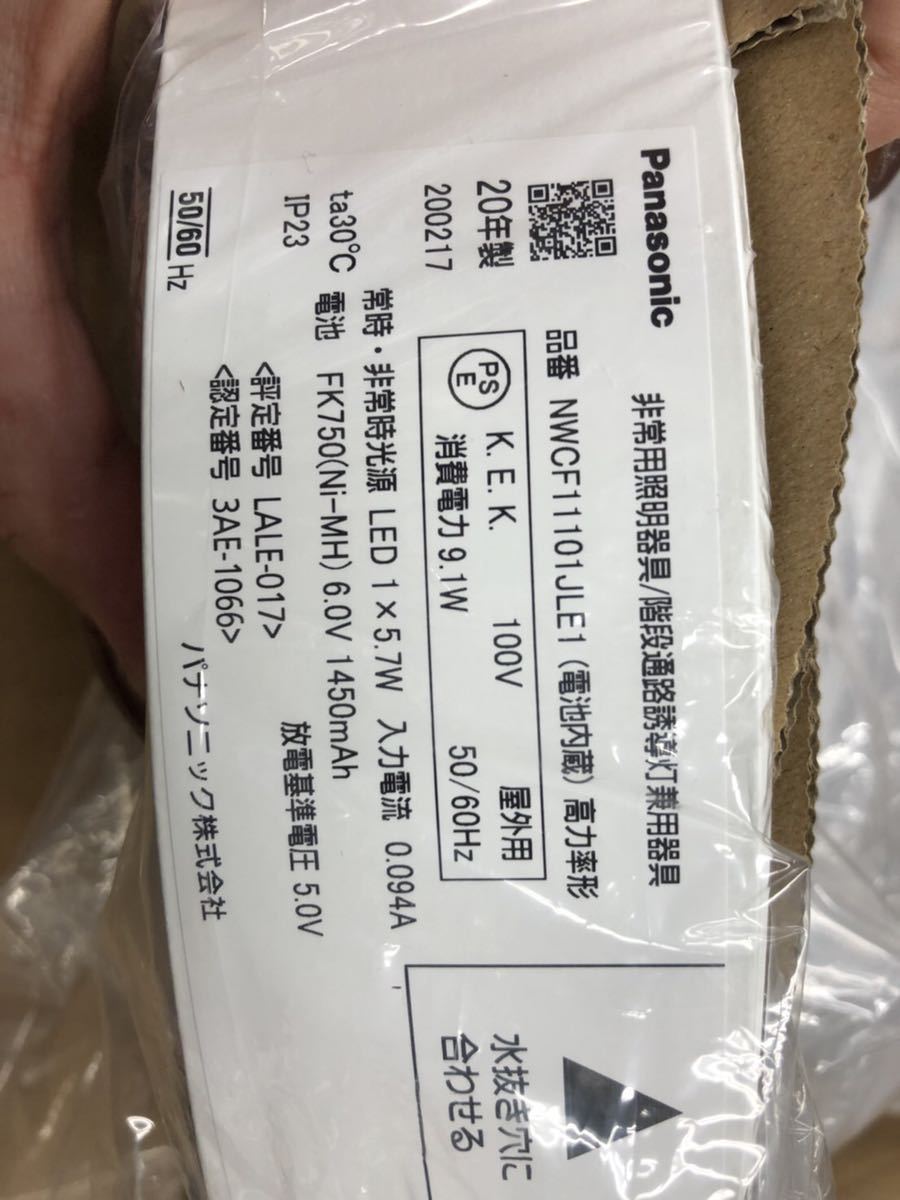 Panasonic
非常用照明器具/階段通路誘導灯兼用器具
20年製
200217
品番 NWCF11101JLE1 (電池内蔵) 高力率形
PS
E
K.E.K. 100V 屋外用
消費電力 9.1W 50/60Hz
常時・非常時光源 LED 1×5.7W 入力電流 0.094A
ta30℃ 電池 FK750(Ni-MH) 6.0V 1450mAh
IP23 放電基準電圧 5.0V
<評定番号 LALE-017>
<認定番号 3AE-1066>
50/60 Hz
パナソニック株式会社
水抜き穴に
合わせる